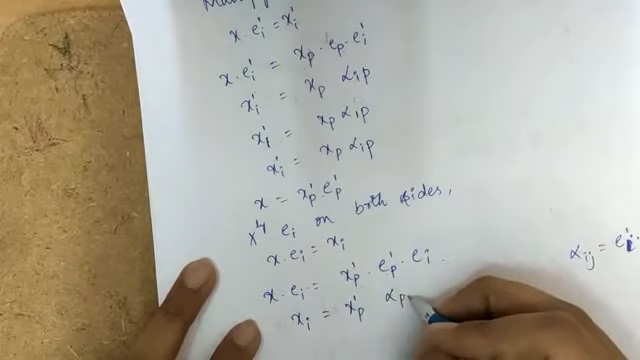 x · e'i = x'i
x · e'i = xp · ep · e'i
x'i = xp αip
x'i = xp αip
x'i = xp αip
x = x'p · e'p
x^ly ei on both sides,
x · ei = xi
x · ei = x'p · e'p · ei .
xi = x'p αp
αij = e'i ·